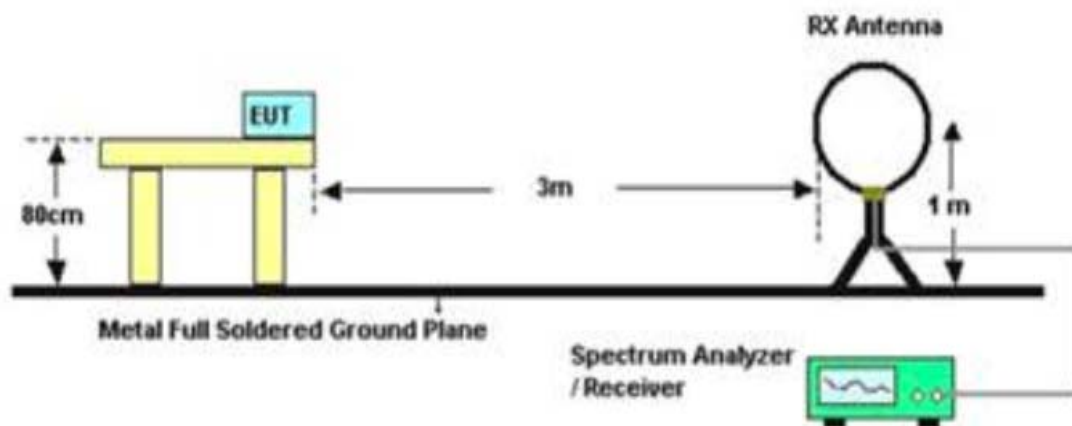 RX Antenna
EUT
80cm
3m
1 m
Metal Full Soldered Ground Plane
Spectrum Analyzer
/ Receiver